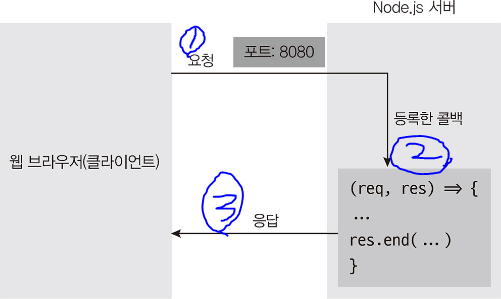 Node.js 서버
①
요청
포트: 8080
등록한 콜백
②
웹 브라우저(클라이언트)
(req, res) => {
...
res.end(...)
}
③
응답